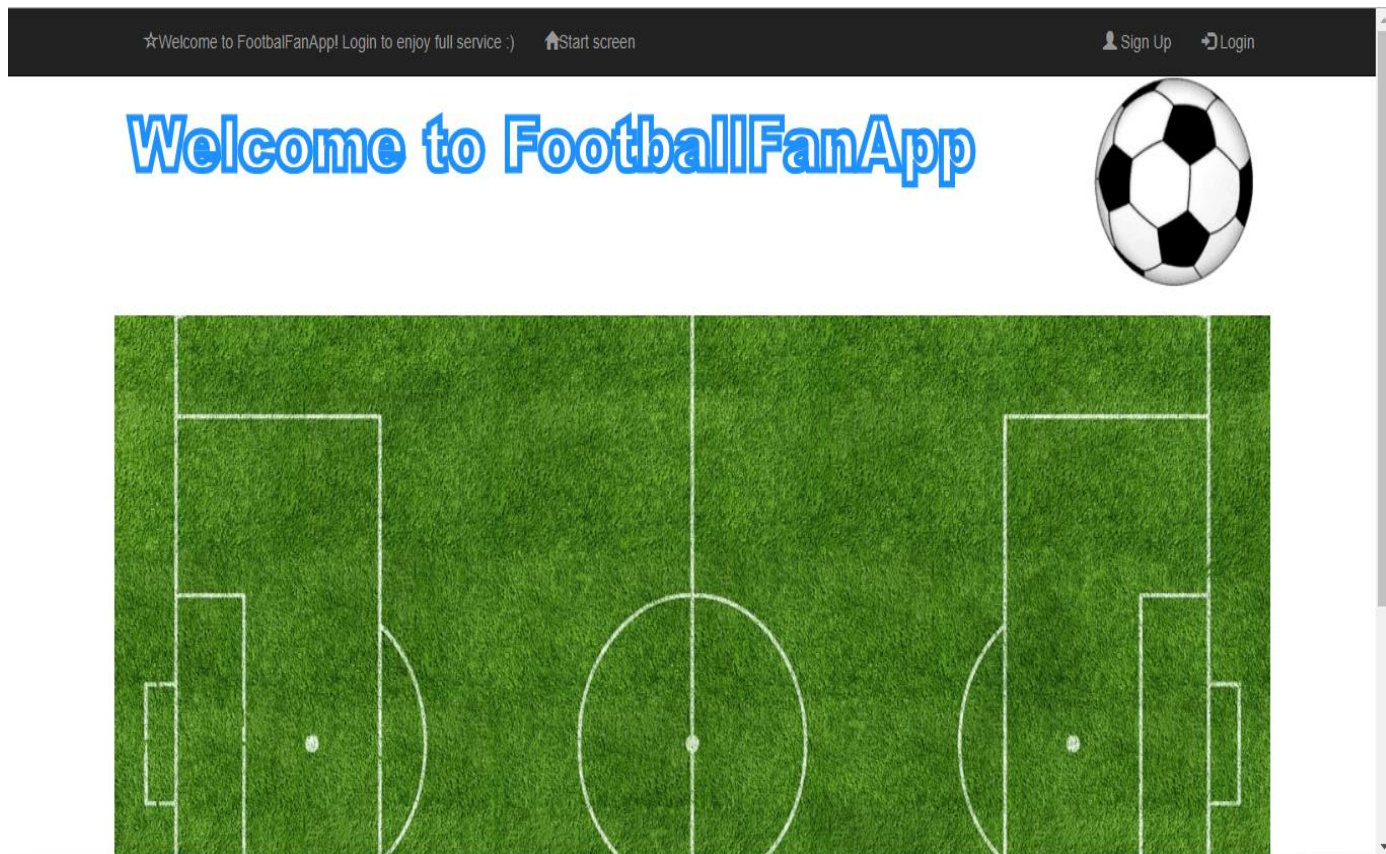 Welcome to FootbalFanApp! Login to enjoy full service :) Start screen Sign Up Login
Welcome to FootballFanApp